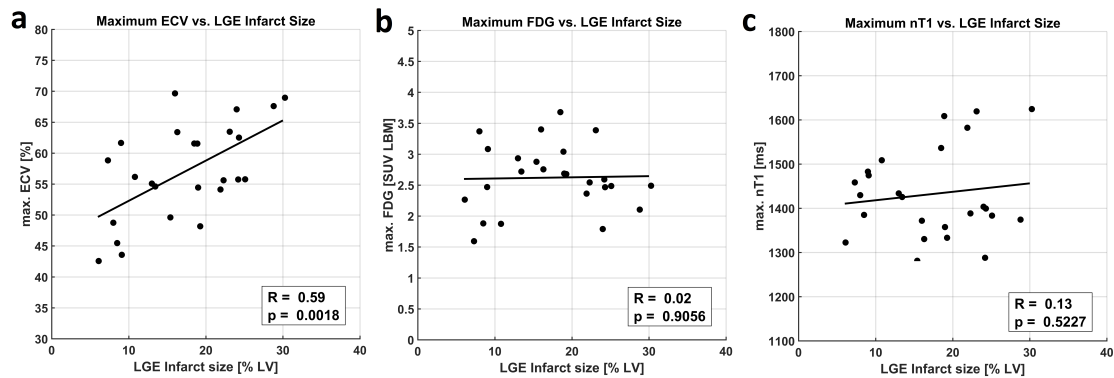 a
Maximum ECV vs. LGE Infarct Size
max. ECV [%]
80
75
70
65
60
55
50
45
40
35
30
0
10
20
30
40
LGE Infarct size [% LV]
R = 0.59
p = 0.0018
b
Maximum FDG vs. LGE Infarct Size
max. FDG [SUV LBM]
5
4.5
4
3.5
3
2.5
2
1.5
1
0.5
0
0
10
20
30
40
LGE Infarct size [% LV]
R = 0.02
p = 0.9056
c
Maximum nT1 vs. LGE Infarct Size
max. nT1 [ms]
1800
1700
1600
1500
1400
1300
1200
1100
0
10
20
30
40
LGE Infarct size [% LV]
R = 0.13
p = 0.5227